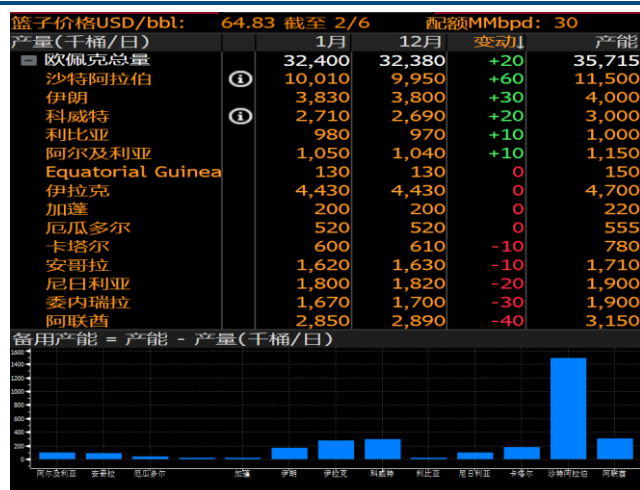 篮子价格USD/bbl: 64.83 截至 2/6 配额MMbpd: 30
产量(千桶/日) 1月 12月 变动↓ 产能
欧佩克总量 32,400 32,380 +20 35,715
沙特阿拉伯 10,010 9,950 +60 11,500
伊朗 3,830 3,800 +30 4,000
科威特 2,710 2,690 +20 3,000
利比亚 980 970 +10 1,000
阿尔及利亚 1,050 1,040 +10 1,150
Equatorial Guinea 130 130 0 150
伊拉克 4,430 4,430 0 4,700
加蓬 200 200 0 220
厄瓜多尔 520 520 0 555
卡塔尔 600 610 -10 780
安哥拉 1,620 1,630 -10 1,710
尼日利亚 1,800 1,820 -20 1,900
委内瑞拉 1,670 1,700 -30 1,900
阿联酋 2,850 2,890 -40 3,150
备用产能 = 产能 - 产量(千桶/日)
1600
1400
1200
1000
800
600
400
200
0
阿尔及利亚 安哥拉 厄瓜多尔 加蓬 伊朗 伊拉克 科威特 利比亚 尼日利亚 卡塔尔 沙特阿拉伯 阿联酋